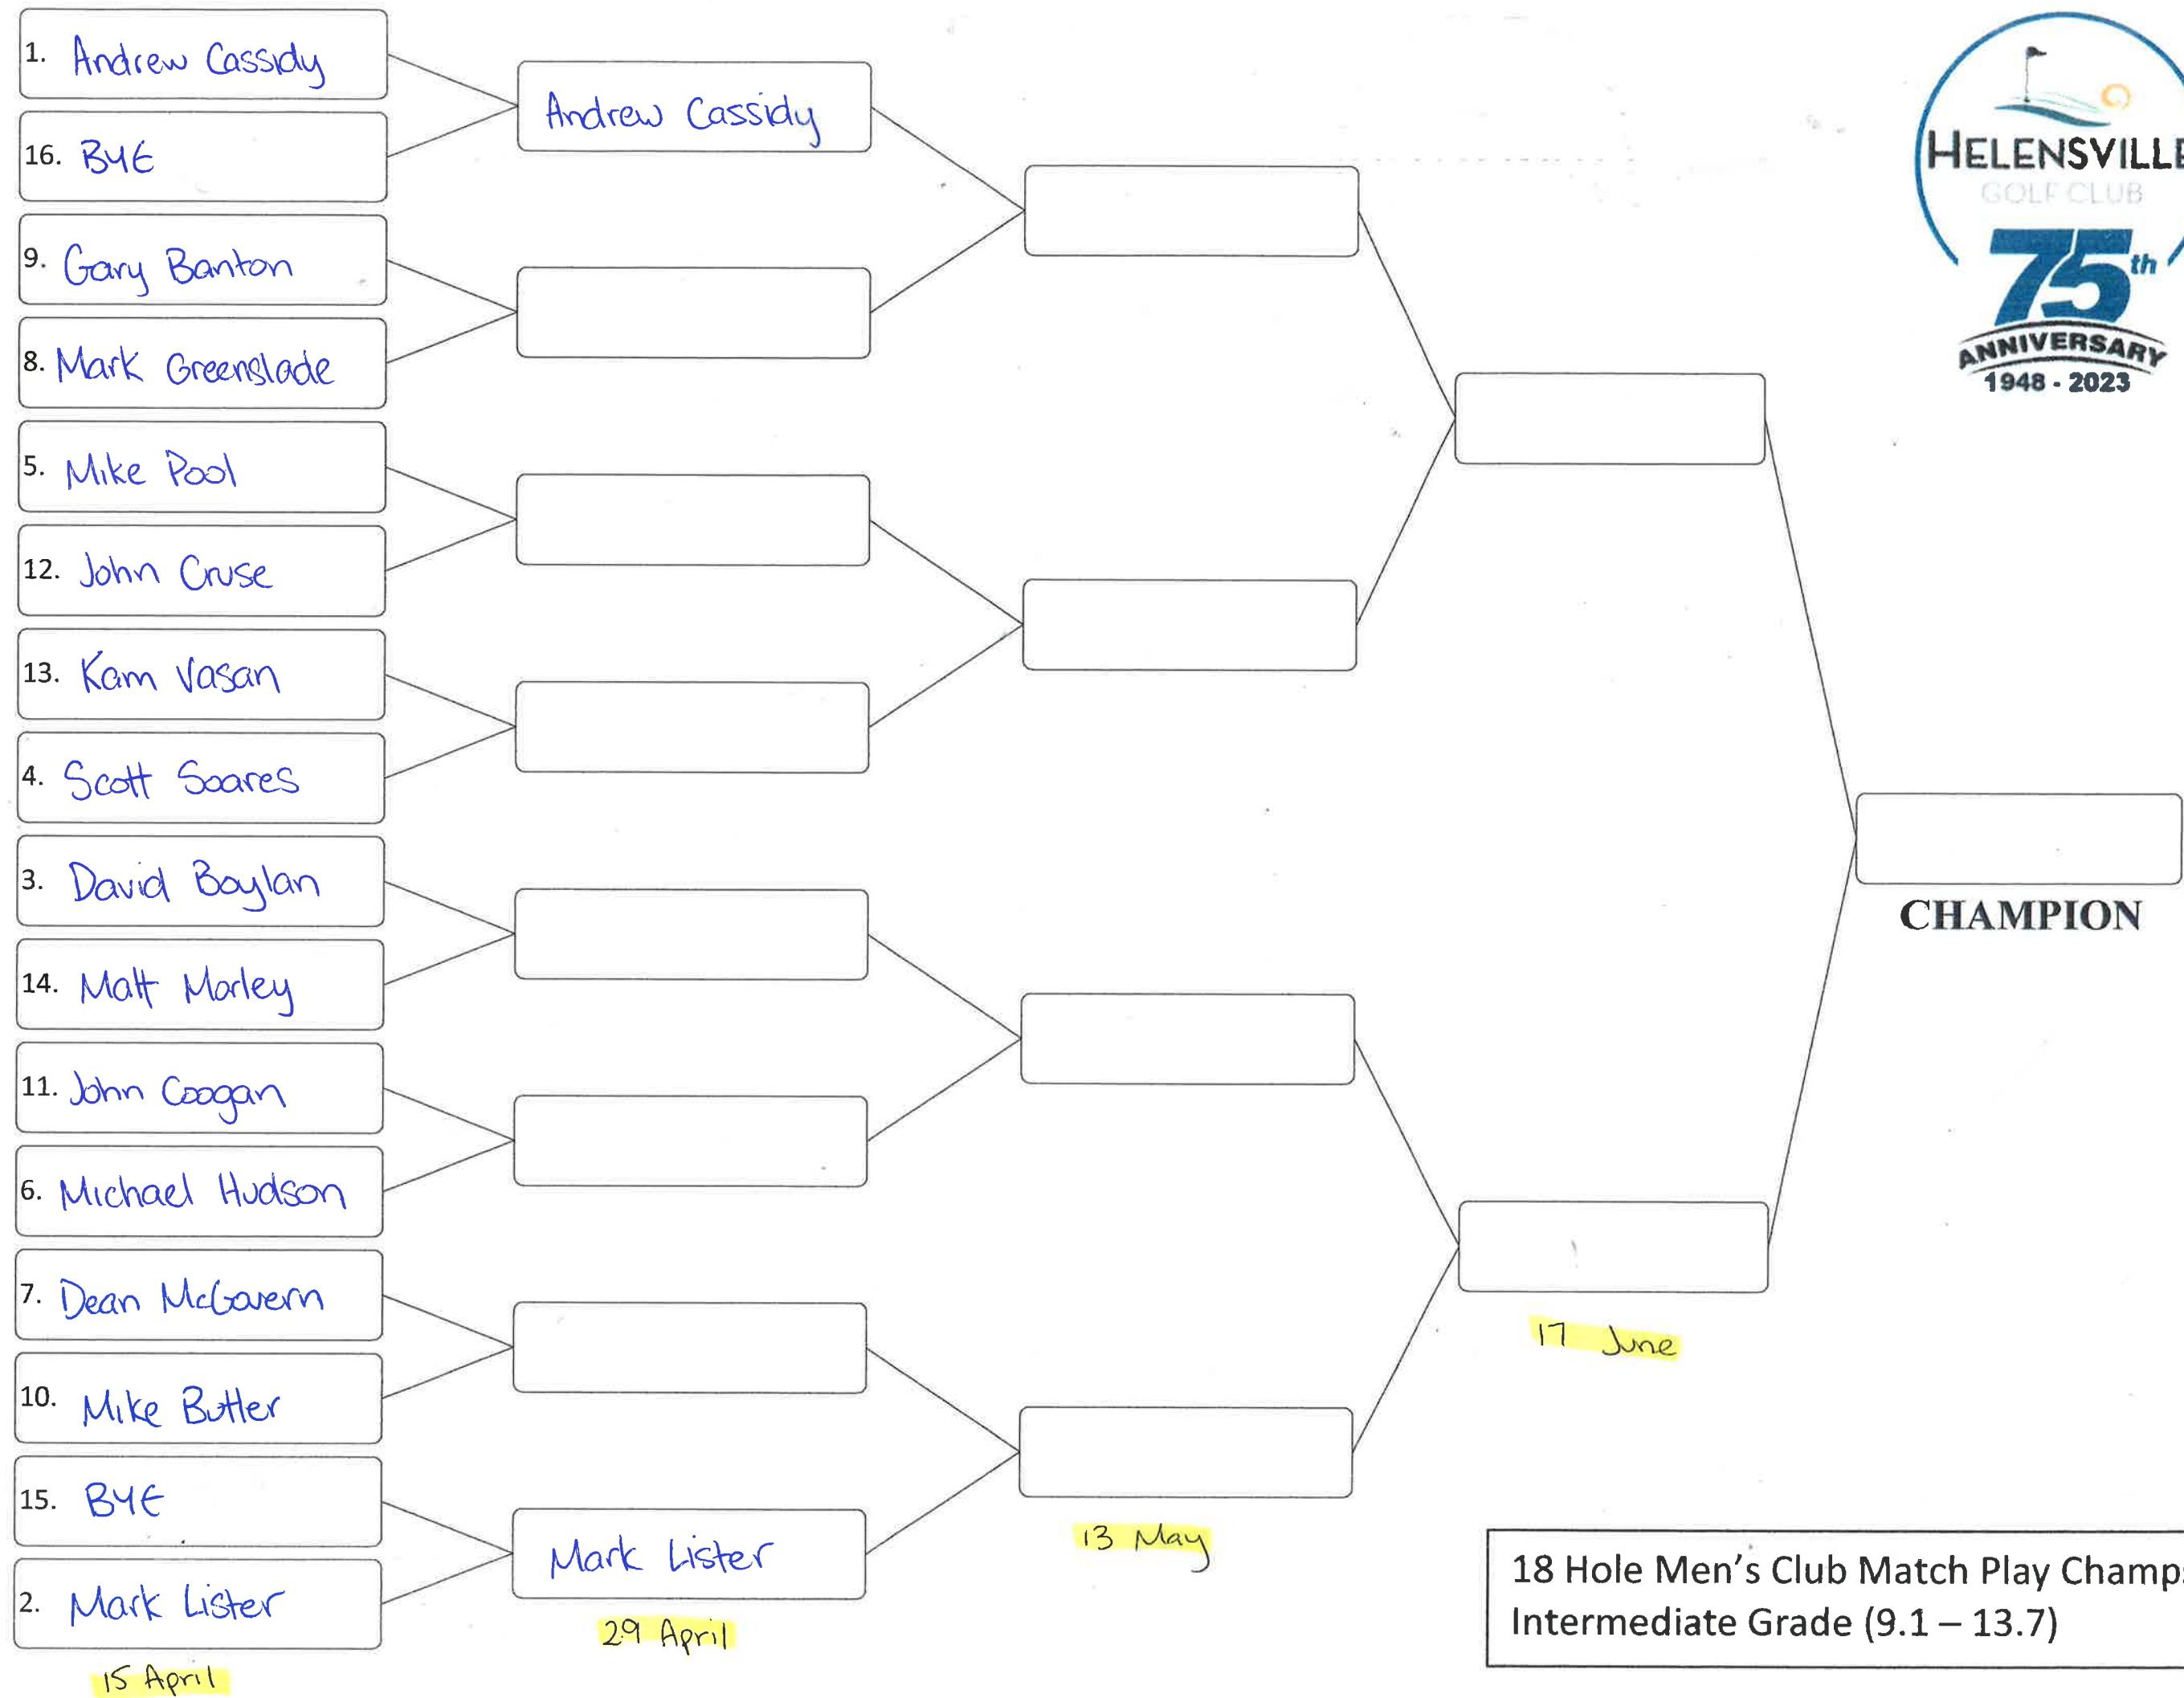 1. Andrew Cassidy
16. BYE
9. Gary Banton
8. Mark Greenslade
5. Mike Pool
12. John Cruse
13. Kam Vasan
4. Scott Soares
3. David Boylan
14. Matt Morley
11. John Coogan
6. Michael Hudson
7. Dean McGovern
10. Mike Butler
15. BYE
2. Mark Lister
15 April
Andrew Cassidy
Mark Lister
29 April
13 May
17 June
CHAMPION
HELENSVILLE
GOLF CLUB
75th
ANNIVERSARY
1948 - 2023
18 Hole Men's Club Match Play Champs
Intermediate Grade (9.1 – 13.7)